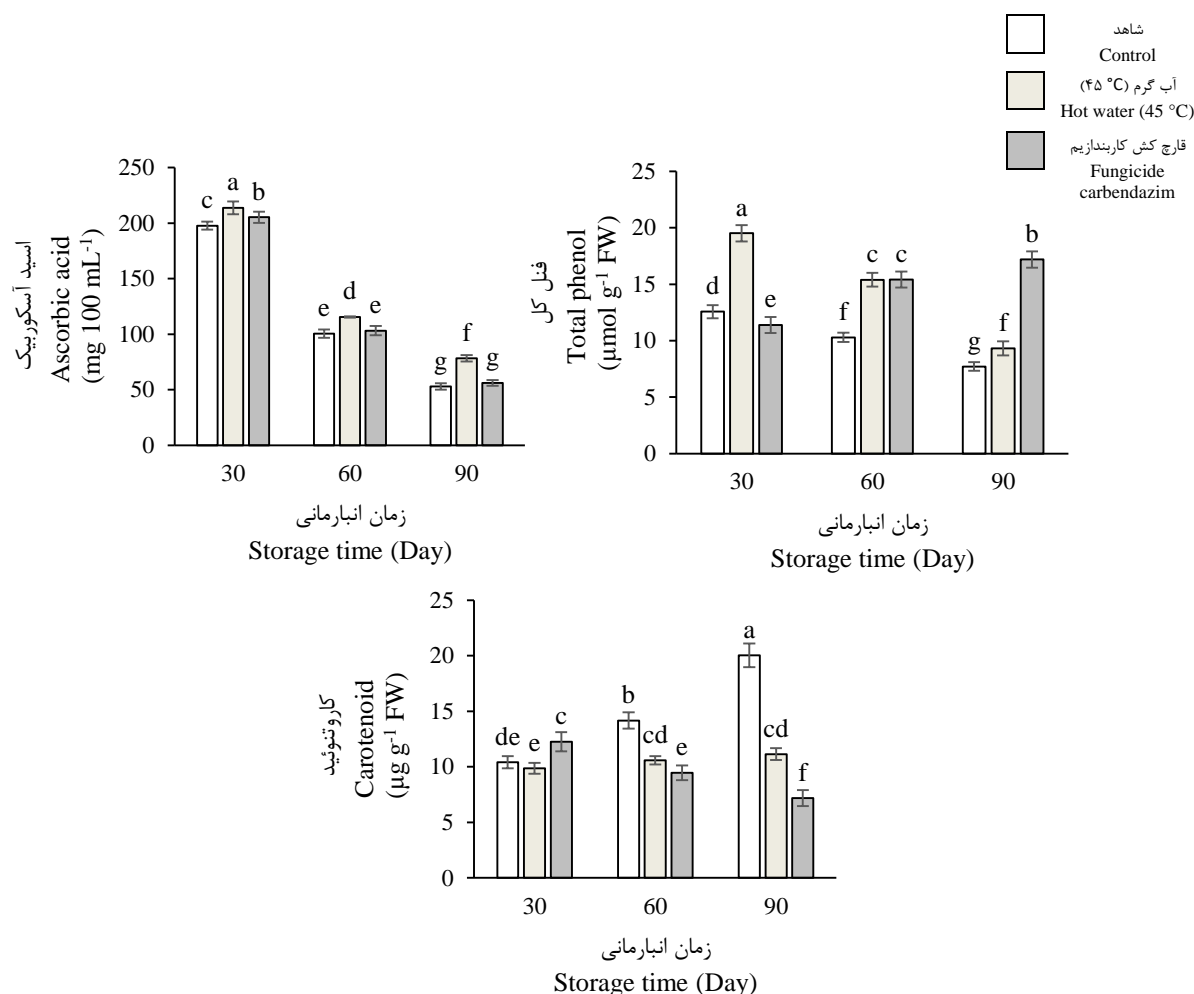 شاهد
Control
آب گرم (۴۵ °C)
Hot water (45 °C)
قارچ کش کاربندازیم
Fungicide
carbendazim
اسید آسکوربیک
Ascorbic acid
(mg 100 mL-1)
250
200
150
100
50
0
c a b
e d e
g f g
30 60 90
زمان انبارمانی
Storage time (Day)
فنل کل
Total phenol
(µmol g-1 FW)
25
20
15
10
5
0
d a e
f c c
g f b
30 60 90
زمان انبارمانی
Storage time (Day)
کاروتنوئید
Carotenoid
(µg g-1 FW)
25
20
15
10
5
0
de e c
b cd e
a cd f
30 60 90
زمان انبارمانی
Storage time (Day)